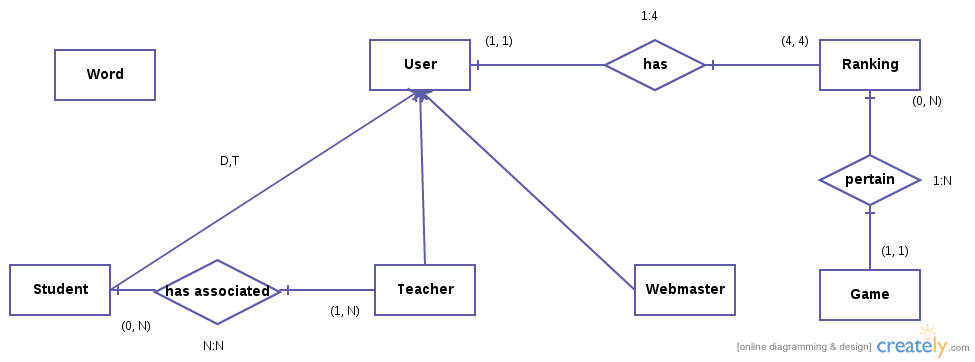 1:4
(1, 1)
(4, 4)
Word
User
has
Ranking
(0, N)
D,T
pertain
1:N
(1, 1)
Student
has associated
Teacher
Webmaster
Game
(0, N)
(1, N)
N:N
[online diagramming & design] creately.com